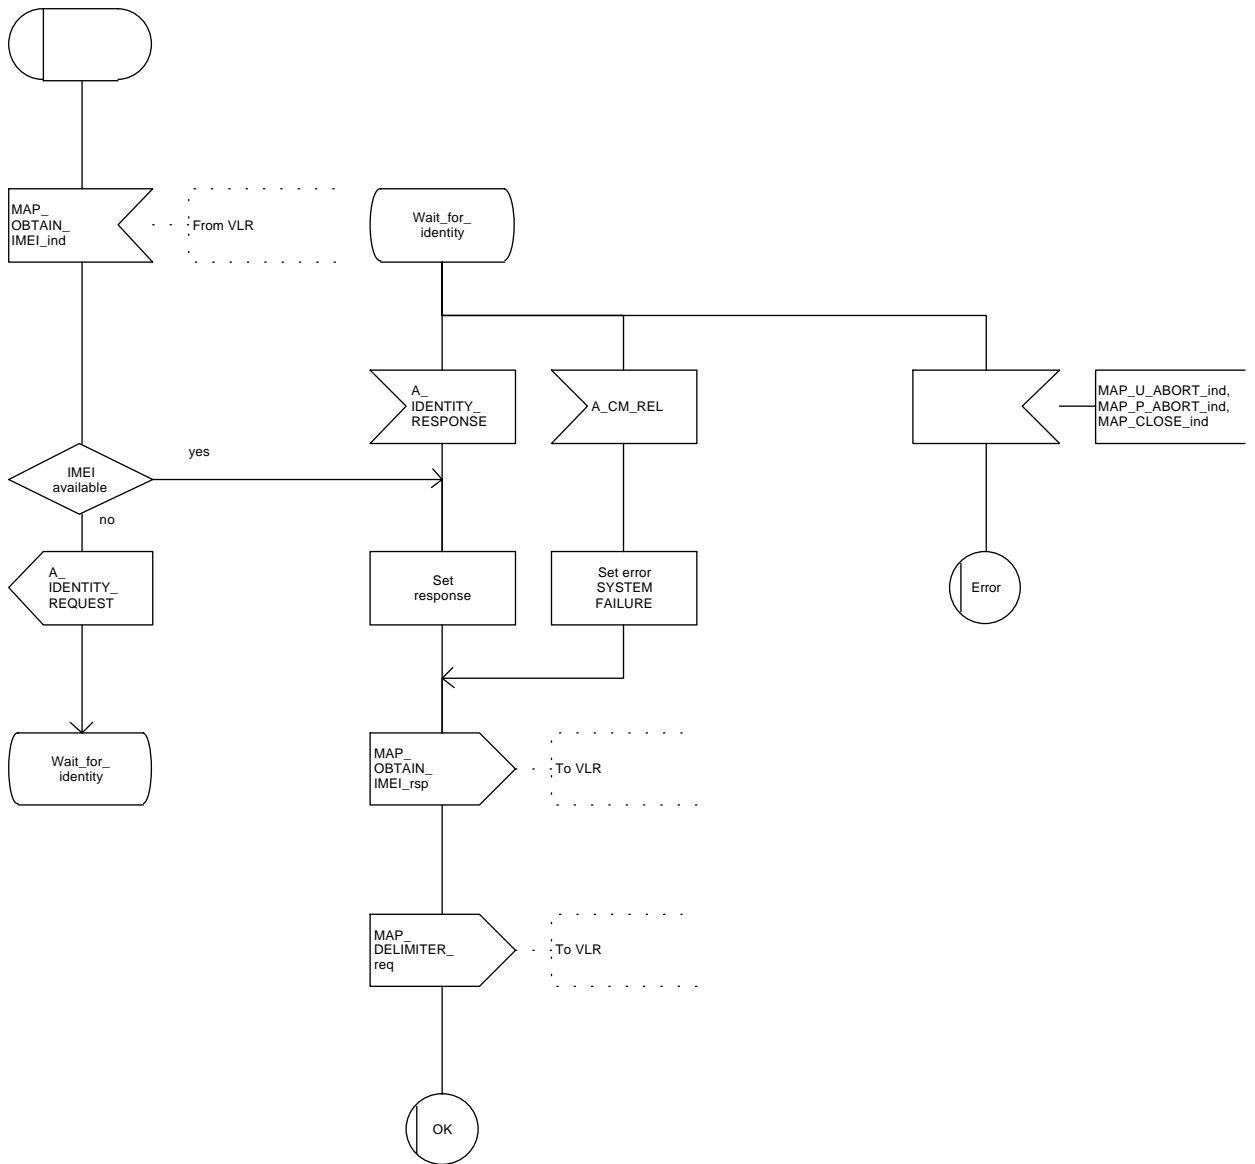 MAP_
OBTAIN_
IMEI_ind
From VLR
Wait_for_
identity
A_
IDENTITY_
RESPONSE
A_CM_REL
MAP_U_ABORT_ind,
MAP_P_ABORT_ind,
MAP_CLOSE_ind
IMEI
available
yes
no
A_
IDENTITY_
REQUEST
Set
response
Set error
SYSTEM
FAILURE
Error
Wait_for_
identity
MAP_
OBTAIN_
IMEI_rsp
To VLR
MAP_
DELIMITER_
req
To VLR
OK